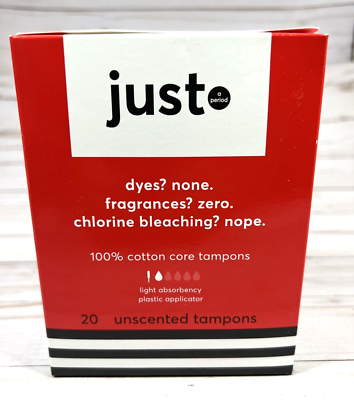 just
a
period
dyes? none.
fragrances? zero.
chlorine bleaching? nope.
100% cotton core tampons
light absorbency
plastic applicator
20 unscented tampons